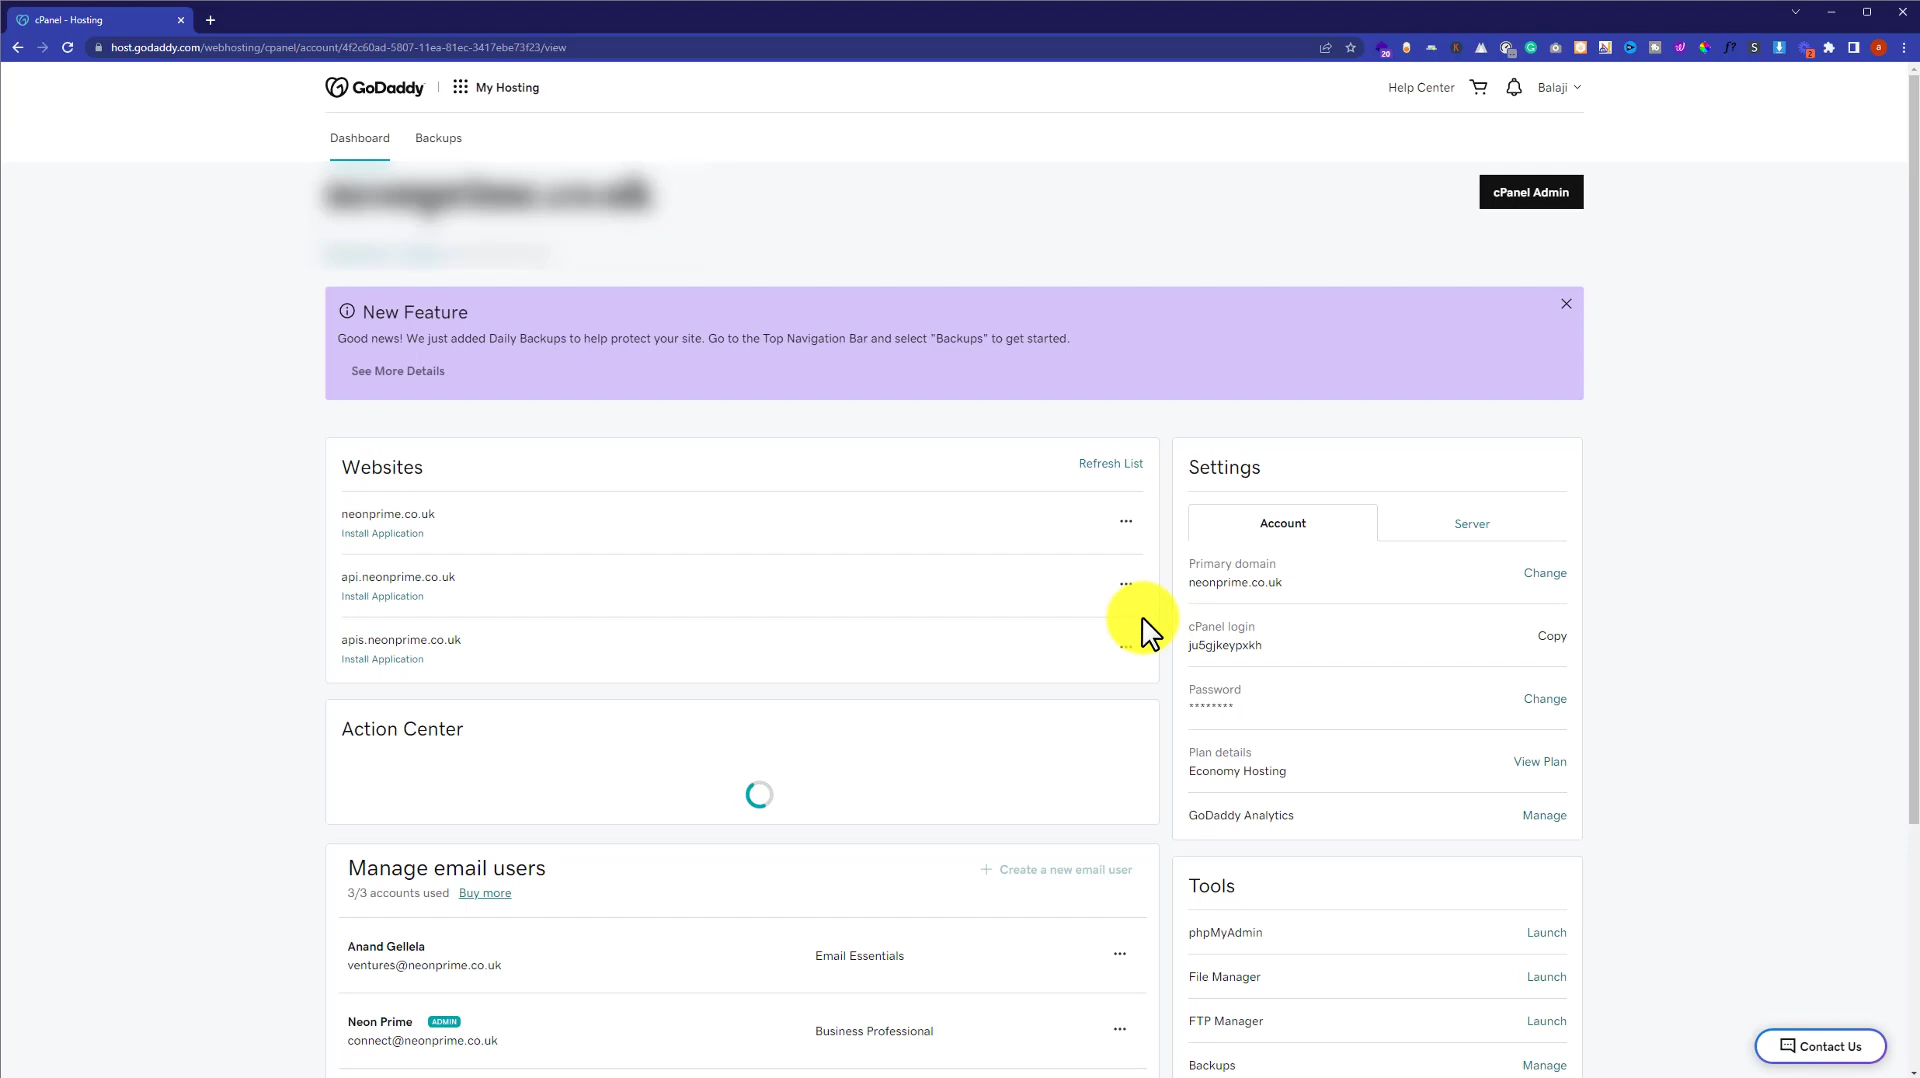 cPanel - Hosting
host.godaddy.com/webhosting/cpanel/account/4f2c60ad-5807-11ea-81ec-3417ebe73f23/view
20
2
GoDaddy
My Hosting
Help Center
Balaji
Dashboard
Backups
neonprime.co.uk
cPanel Admin
New Feature
Good news! We just added Daily Backups to help protect your site. Go to the Top Navigation Bar and select "Backups" to get started.
See More Details
Websites
Refresh List
neonprime.co.uk
Install Application
api.neonprime.co.uk
Install Application
apis.neonprime.co.uk
Install Application
Action Center
Manage email users
3/3 accounts used Buy more
+ Create a new email user
Anand Gellela
ventures@neonprime.co.uk
Email Essentials
Neon Prime ADMIN
connect@neonprime.co.uk
Business Professional
Settings
Account
Server
Primary domain
neonprime.co.uk
Change
cPanel login
ju5gjkeypxkh
Copy
Password
********
Change
Plan details
Economy Hosting
View Plan
GoDaddy Analytics
Manage
Tools
phpMyAdmin
Launch
File Manager
Launch
FTP Manager
Launch
Backups
Manage
Contact Us